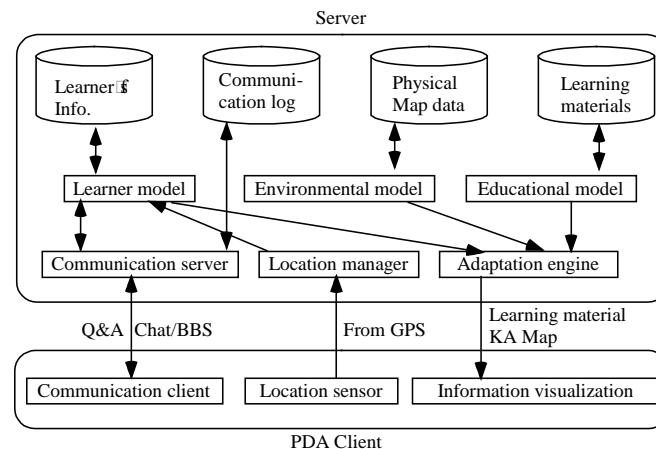 Server
Learner
Info.
Communi-
cation log
Physical
Map data
Learning
materials
Learner model
Environmental model
Educational model
Communication server
Location manager
Adaptation engine
Q&A
Chat/BBS
From GPS
Learning material
KA Map
Communication client
Location sensor
Information visualization
PDA Client